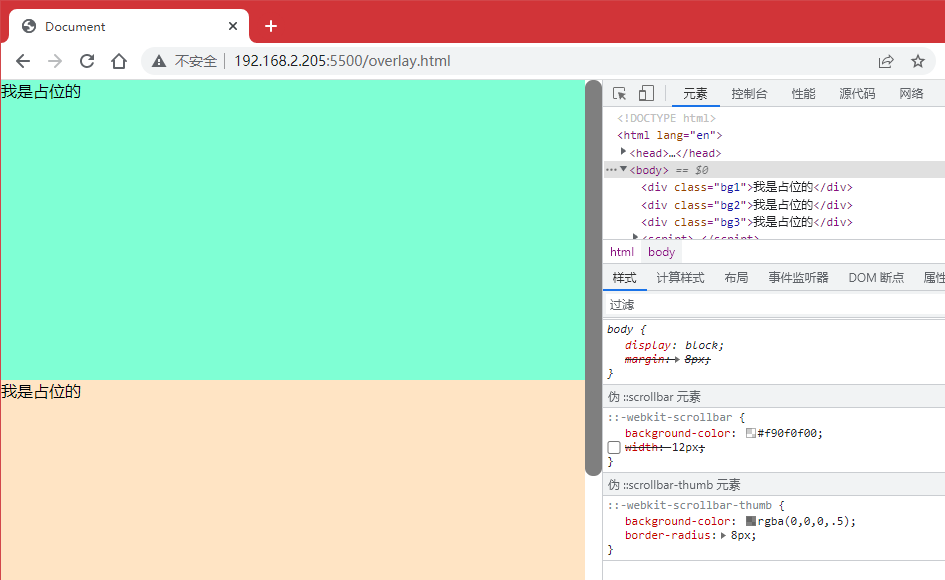 Document
不安全 192.168.2.205:5500/overlay.html
我是占位的
我是占位的
元素 控制台 性能 源代码 网络
<!DOCTYPE html>
<html lang="en">
<head>…</head>
<body> == $0
<div class="bg1">我是占位的</div>
<div class="bg2">我是占位的</div>
<div class="bg3">我是占位的</div>
<script>…</script>
html body
样式 计算样式 布局 事件监听器 DOM 断点 属性
过滤
body {
display: block;
margin: 8px;
}
伪 ::scrollbar 元素
::-webkit-scrollbar {
background-color: #f90f0f00;
width: 12px;
}
伪 ::scrollbar-thumb 元素
::-webkit-scrollbar-thumb {
background-color: rgba(0,0,0,.5);
border-radius: 8px;
}